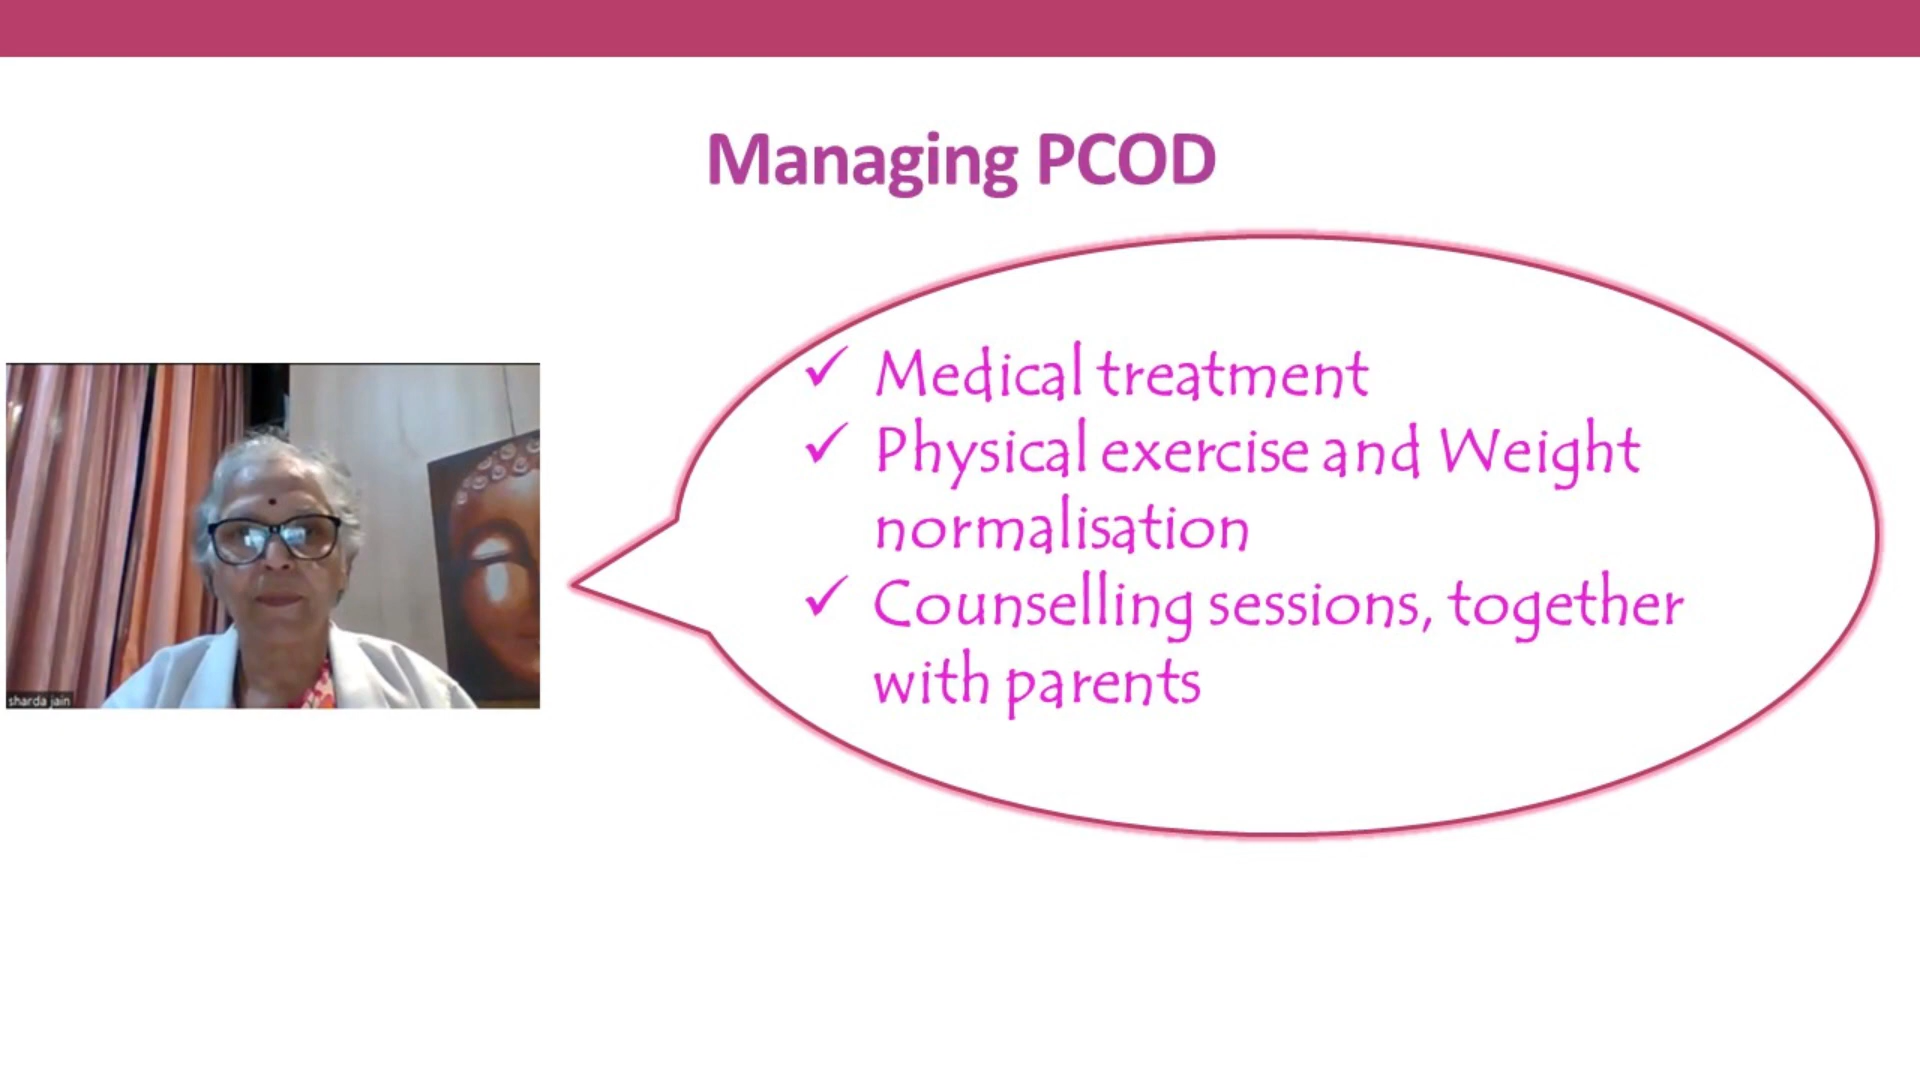 Managing PCOD
✓ Medical treatment
✓ Physical exercise and Weight
normalisation
✓ Counselling sessions, together
with parents
sharda jain